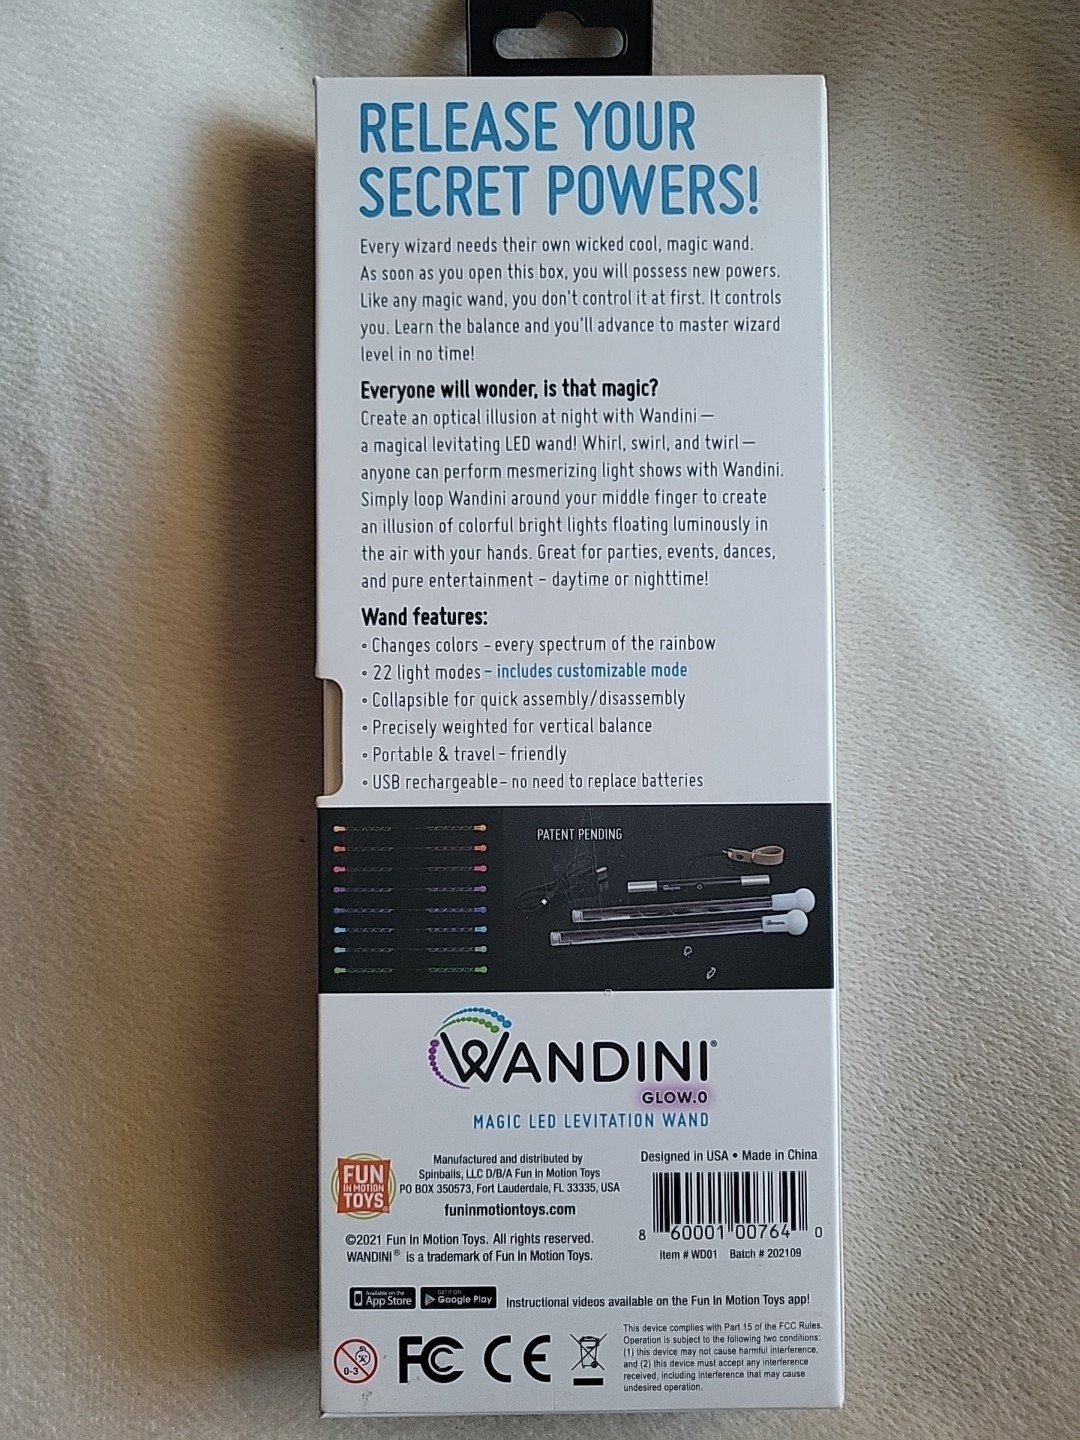 RELEASE YOUR
SECRET POWERS!
Every wizard needs their own wicked cool, magic wand.
As soon as you open this box, you will possess new powers.
Like any magic wand, you don't control it at first. It controls
you. Learn the balance and you'll advance to master wizard
level in no time!
Everyone will wonder, is that magic?
Create an optical illusion at night with Wandini —
a magical levitating LED wand! Whirl, swirl, and twirl —
anyone can perform mesmerizing light shows with Wandini.
Simply loop Wandini around your middle finger to create
an illusion of colorful bright lights floating luminously in
the air with your hands. Great for parties, events, dances,
and pure entertainment – daytime or nighttime!
Wand features:
• Changes colors – every spectrum of the rainbow
• 22 light modes – includes customizable mode
• Collapsible for quick assembly/disassembly
• Precisely weighted for vertical balance
• Portable & travel – friendly
• USB rechargeable – no need to replace batteries
PATENT PENDING
WANDINI®
GLOW.0
MAGIC LED LEVITATION WAND
FUN
IN MOTION
TOYS
Manufactured and distributed by
Spinballs, LLC D/B/A Fun In Motion Toys
PO BOX 350573, Fort Lauderdale, FL 33335, USA
funinmotiontoys.com
©2021 Fun In Motion Toys. All rights reserved.
WANDINI® is a trademark of Fun In Motion Toys.
Designed in USA • Made in China
8 60001 00764 0
Item # WD01 Batch # 202109
Available on the
App Store
GET IT ON
Google Play
Instructional videos available on the Fun In Motion Toys app!
0-3
FC CE
This device complies with Part 15 of the FCC Rules.
Operation is subject to the following two conditions:
(1) this device may not cause harmful interference,
and (2) this device must accept any interference
received, including interference that may cause
undesired operation.